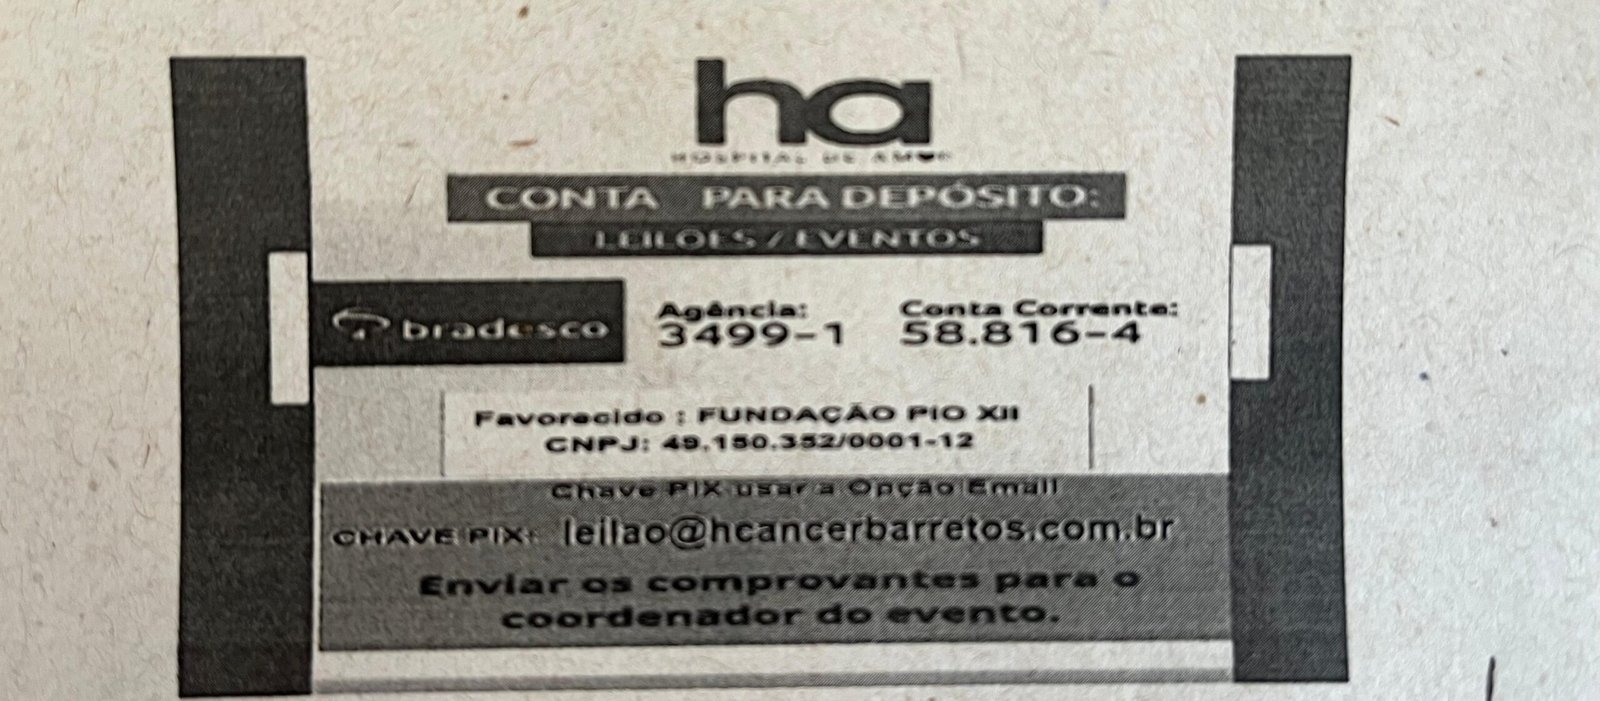 ha
HOSPITAL DE AMOR
CONTA PARA DEPÓSITO:
LEILÕES / EVENTOS
bradesco
Agência:
3499-1
Conta Corrente:
58.816-4
Favorecido : FUNDAÇÃO PIO XII
CNPJ: 49.150.352/0001-12
Chave PIX usar a Opção Email
CHAVE PIX: leilao@hcancerbarretos.com.br
Enviar os comprovantes para o
coordenador do evento.